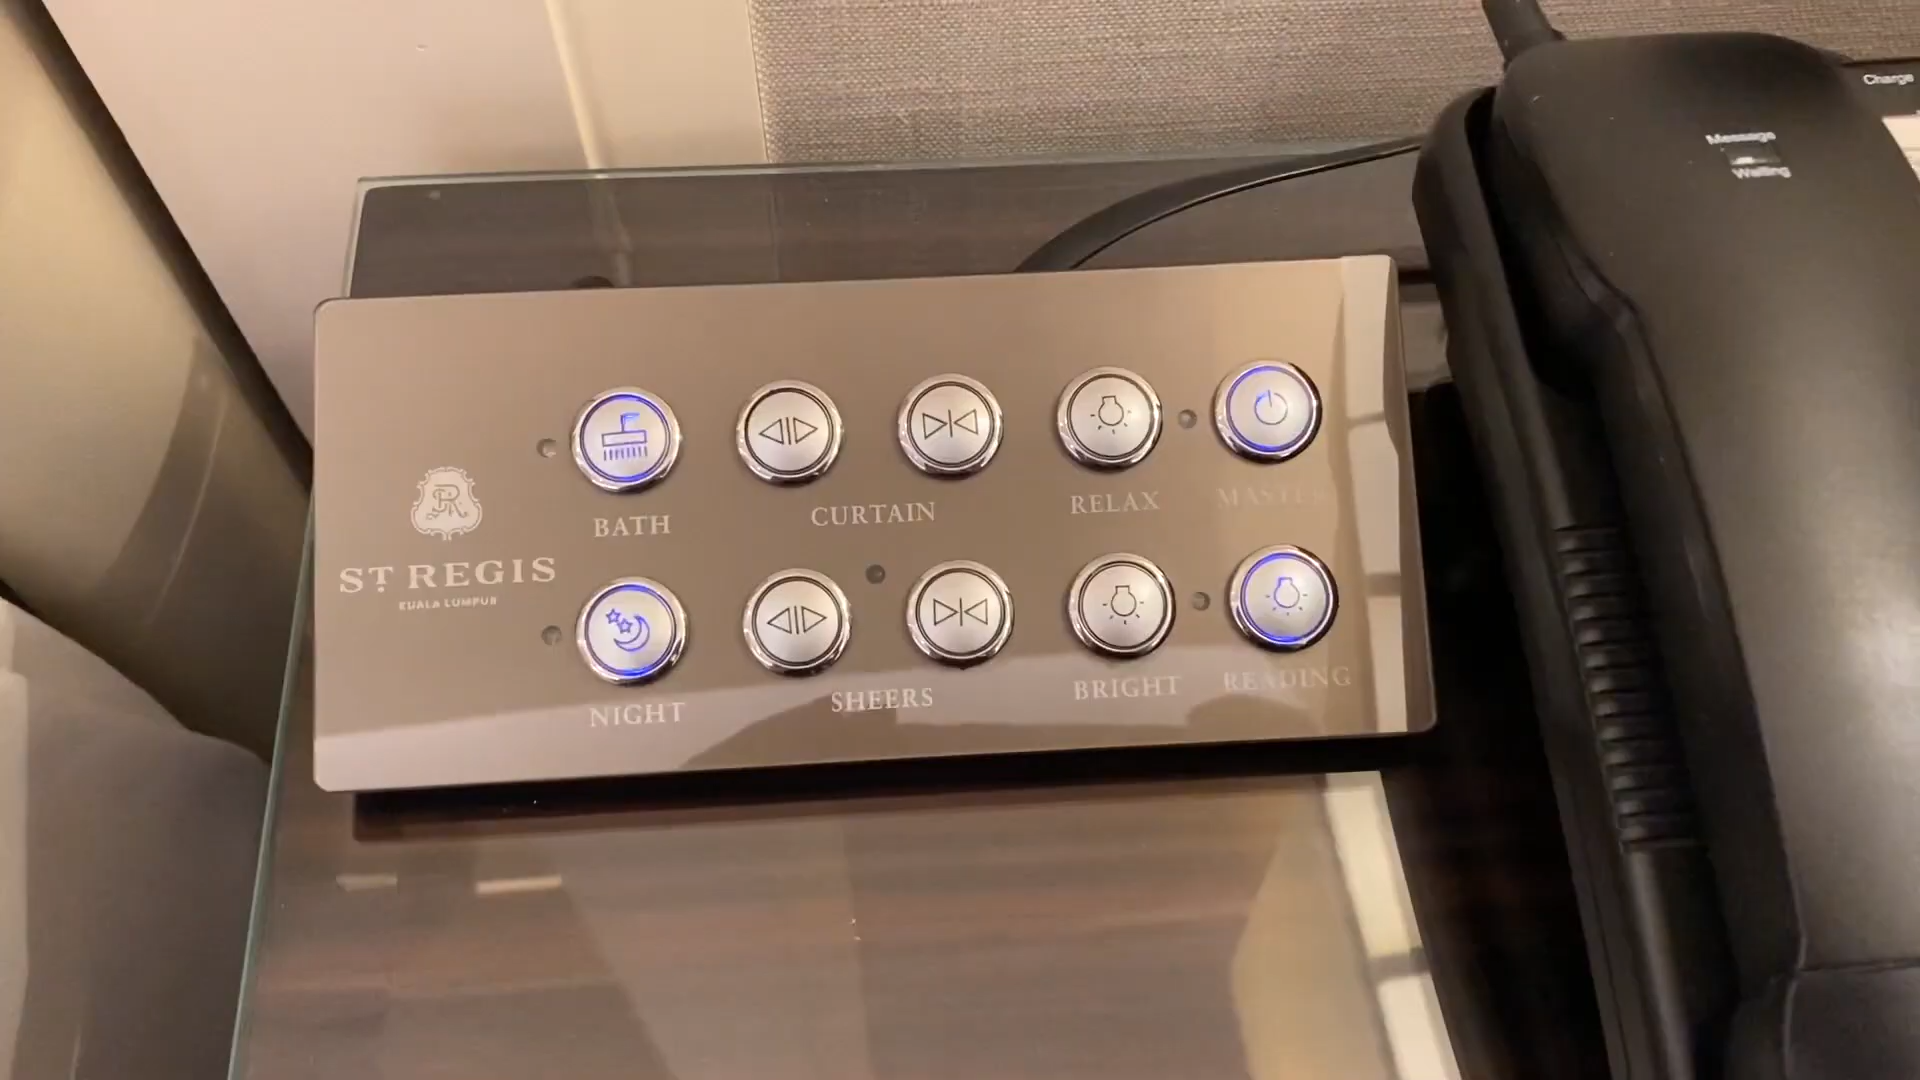 Charge
Message
Waiting
BATH
CURTAIN
RELAX
MASTER
ST REGIS
KUALA LUMPUR
NIGHT
SHEERS
BRIGHT
READING